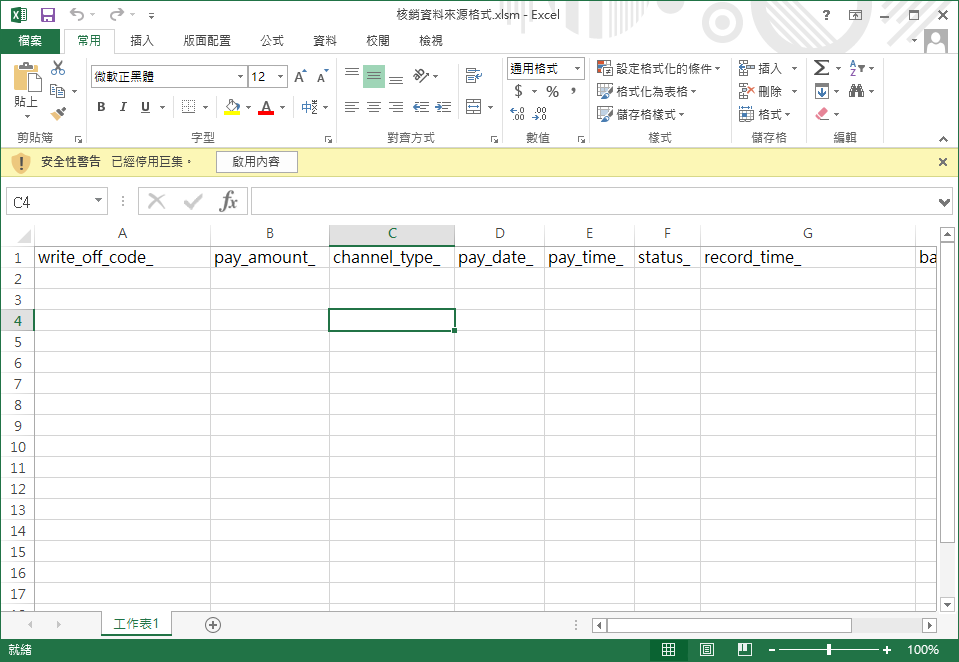 核銷資料來源格式.xlsm - Excel
?
檔案 常用 插入 版面配置 公式 資料 校閱 檢視
貼上
微軟正黑體 12 A A
B I U A 中
通用格式
$ % ,
設定格式化的條件
格式化為表格
儲存格樣式
插入
刪除
格式
剪貼簿 字型 對齊方式 數值 樣式 儲存格 編輯
安全性警告 已經停用巨集。 啟用內容
C4 fx
A B C D E F G
1 write_off_code_ pay_amount_ channel_type_ pay_date_ pay_time_ status_ record_time_ ba
2
3
4
5
6
7
8
9
10
11
12
13
14
15
16
17
工作表1
就緒 100%